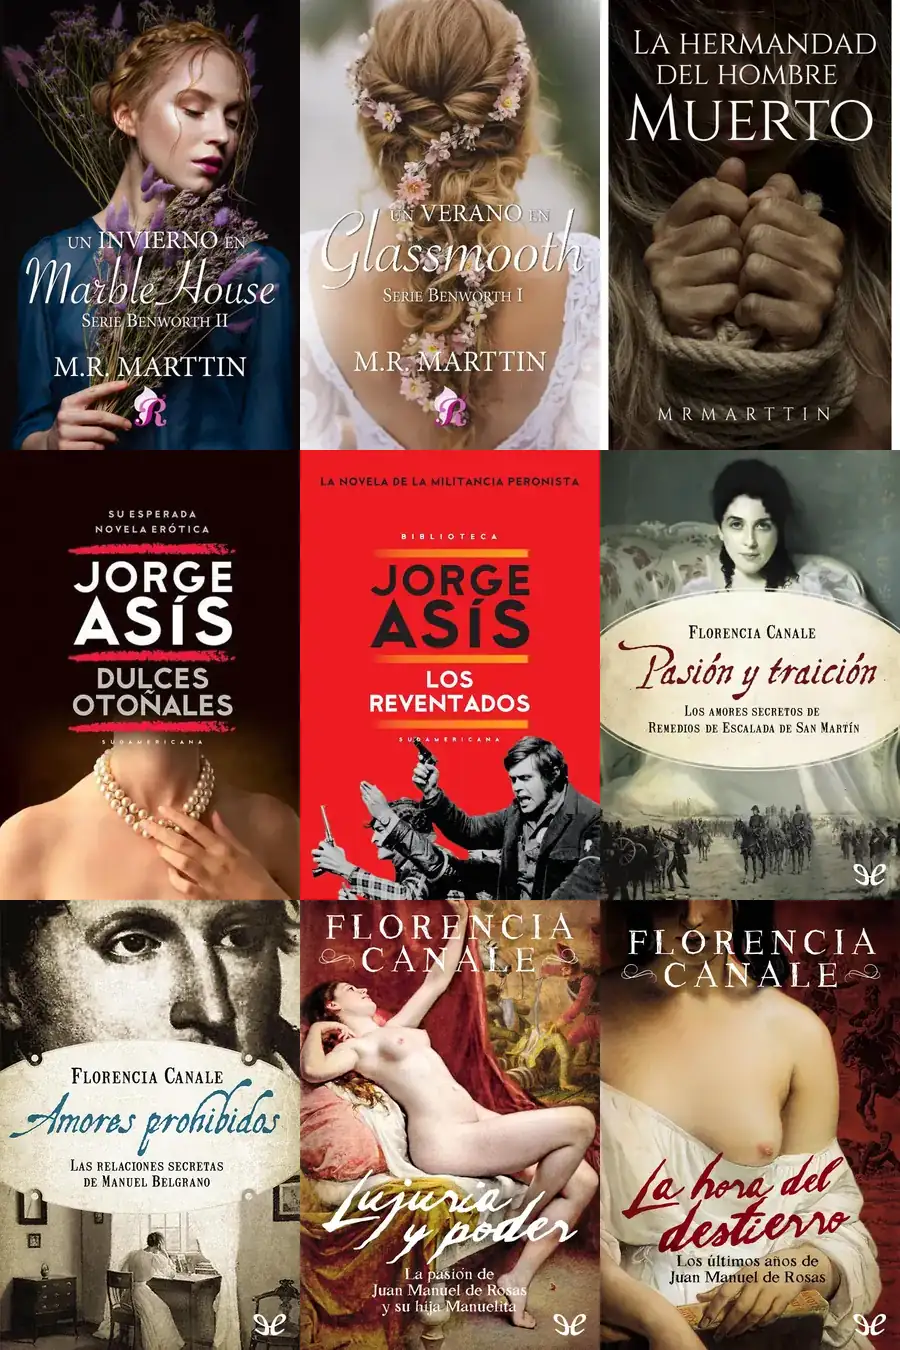 UN INVIERNO EN
Marble House
SERIE BENWORTH II
M.R. MARTTIN
R
UN VERANO EN
Glassmooth
SERIE BENWORTH I
M.R. MARTTIN
R
LA HERMANDAD
DEL HOMBRE
MUERTO
MRMARTTIN
SU ESPERADA
NOVELA ERÓTICA
JORGE
ASÍS
DULCES
OTOÑALES
SUDAMERICANA
LA NOVELA DE LA MILITANCIA PERONISTA
BIBLIOTECA
JORGE
ASÍS
LOS
REVENTADOS
SUDAMERICANA
FLORENCIA CANALE
Pasión y traición
LOS AMORES SECRETOS DE
REMEDIOS DE ESCALADA DE SAN MARTÍN
FLORENCIA CANALE
Amores prohibidos
LAS RELACIONES SECRETAS
DE MANUEL BELGRANO
FLORENCIA
CANALE
Lujuria
y poder
La pasión de
Juan Manuel de Rosas
y su hija Manuelita
FLORENCIA
CANALE
La hora del
destierro
Los últimos años de
Juan Manuel de Rosas